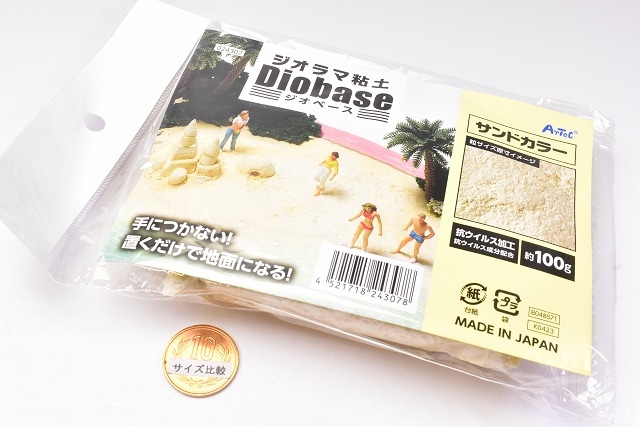 024307
ジオラマ粘土
Diobase
ジオベース
手につかない!
置くだけで地面になる!
4 521718 243078
ArTeC
サンドカラー
粒サイズ原寸イメージ
抗ウイルス加工
抗ウイルス成分配合
約100g
紙
台紙
プラ
袋
B048571
K0423
MADE IN JAPAN
10
サイズ比較